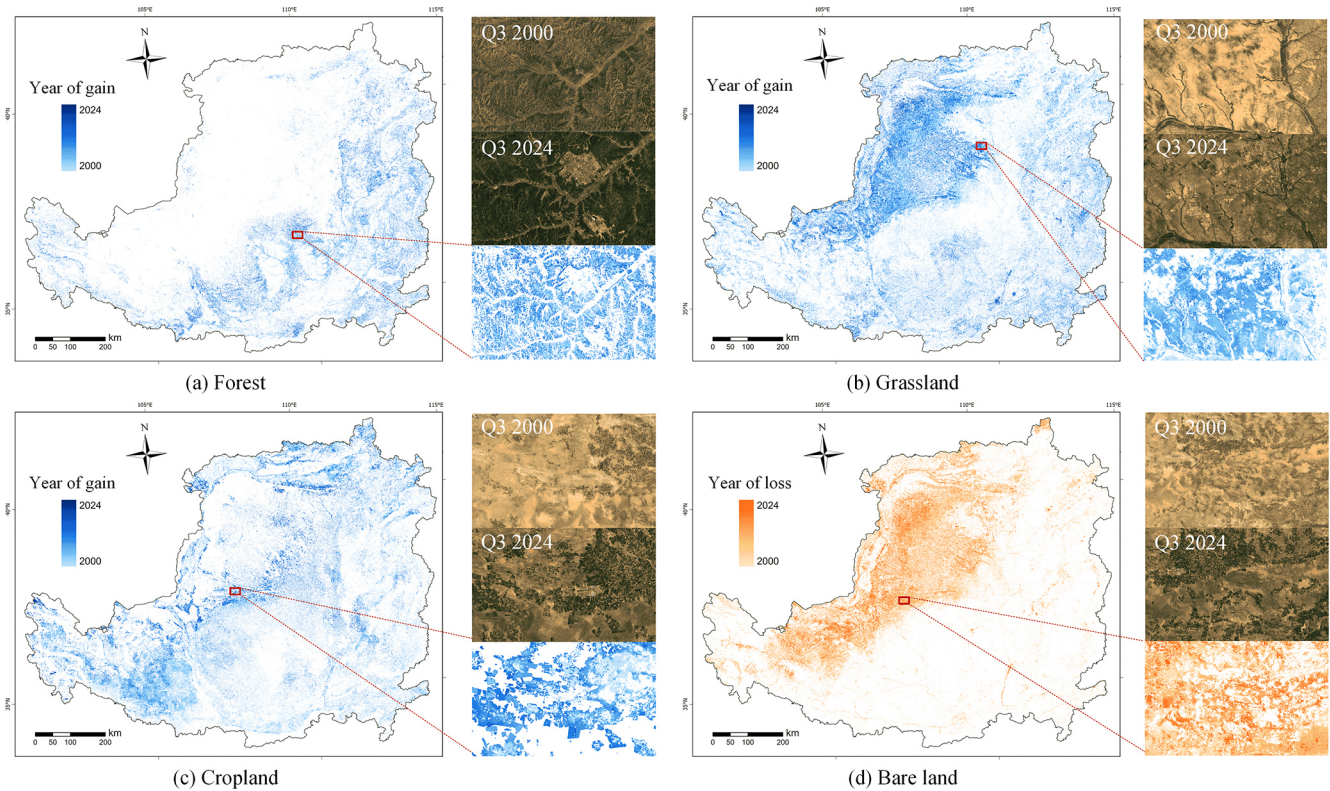 105°E 110°E 115°E
N
Year of gain
2024
2000
40°N
35°N
0 50 100 200 km
Q3 2000
Q3 2024
(a) Forest
105°E 110°E 115°E
N
Year of gain
2024
2000
40°N
35°N
0 50 100 200 km
Q3 2000
Q3 2024
(b) Grassland
105°E 110°E 115°E
N
Year of gain
2024
2000
40°N
35°N
0 50 100 200 km
Q3 2000
Q3 2024
(c) Cropland
105°E 110°E 115°E
N
Year of loss
2024
2000
40°N
35°N
0 50 100 200 km
Q3 2000
Q3 2024
(d) Bare land